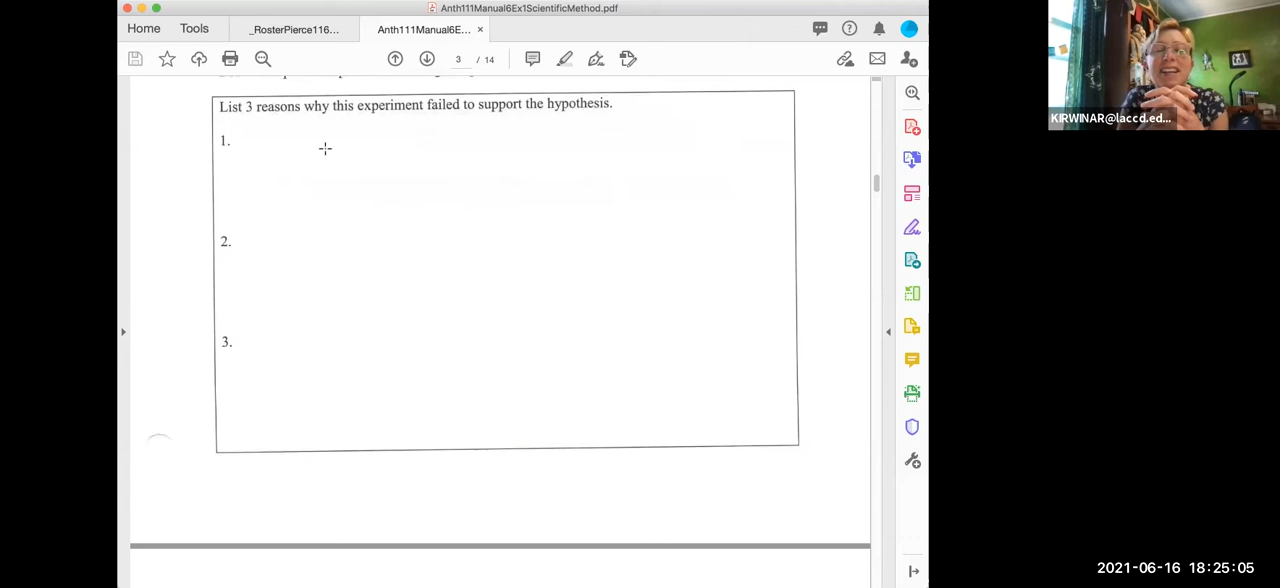 Anth111Manual6Ex1ScientificMethod.pdf
Home
Tools
_RosterPierce116...
Anth111Manual6E... ×
3 / 14
List 3 reasons why this experiment failed to support the hypothesis.
1.
2.
3.
KIRWINAR@laccd.ed...
2021-06-16 18:25:05